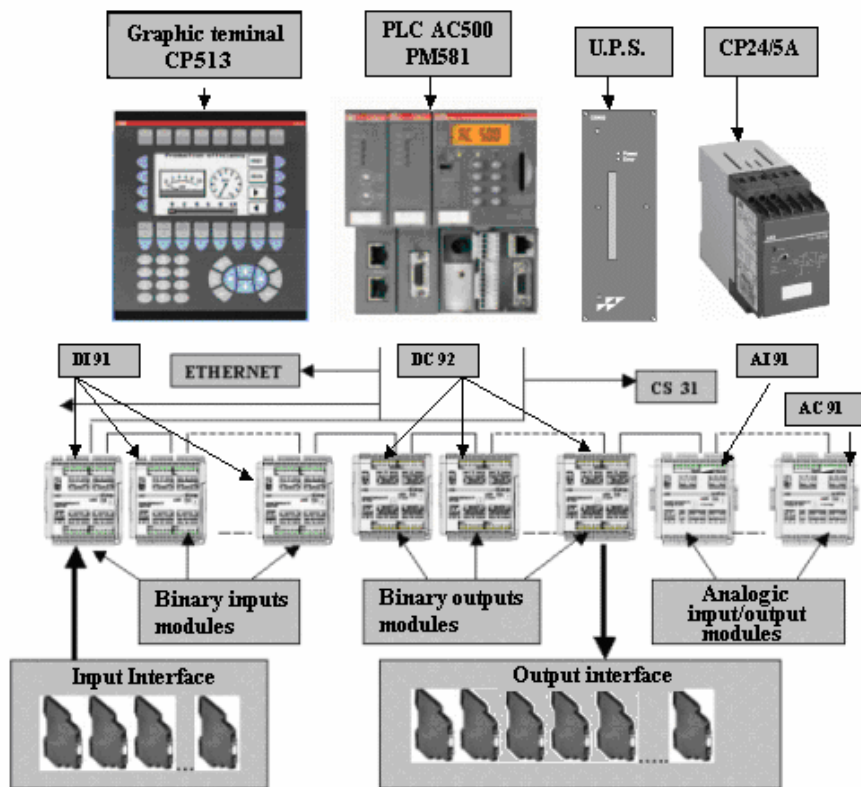 Graphic teminal
CP513
PLC AC500
PM581
U.P.S.
CP24/5A
DI 91
ETHERNET
DC 92
CS 31
AI 91
AC 91
Binary inputs
modules
Binary outputs
modules
Analogic
input/output
modules
Input Interface
Output interface